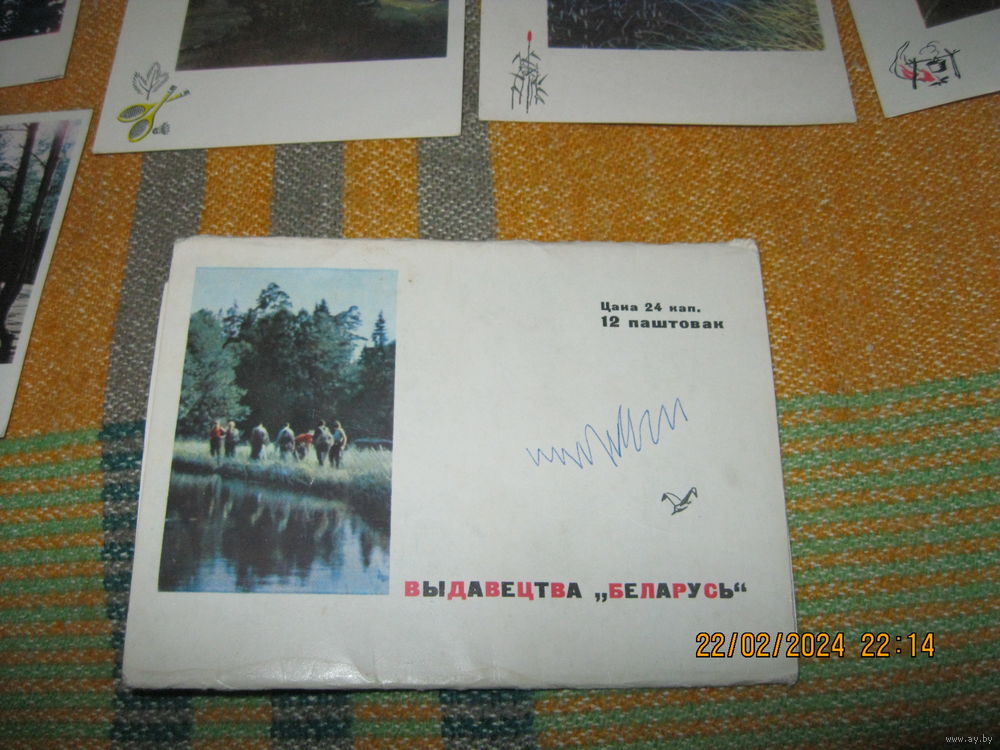 Цана 24 кап.
12 паштовак
ВЫДАВЕЦТВА „БЕЛАРУСЬ“
22/02/2024 22:14
www.ay.by